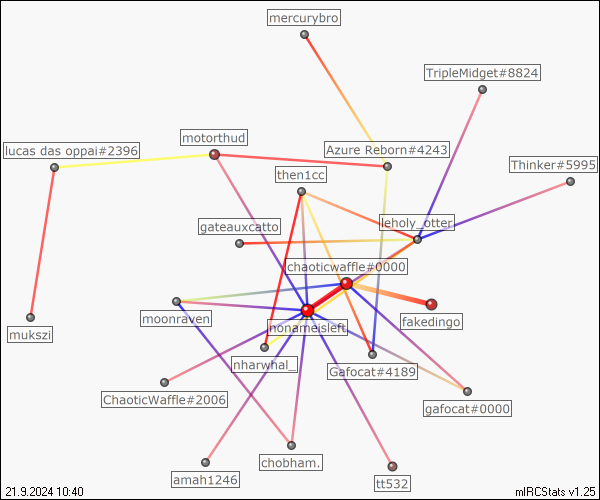 mercurybro
TripleMidget#8824
motorthud
lucas das oppai#2396
Azure Reborn#4243
Thinker#5995
then1cc
gateauxcatto
leholy_otter
chaoticwaffle#0000
moonraven
nonameisleft
fakedingo
mukszi
nharwhal_
Gafocat#4189
ChaoticWaffle#2006
gafocat#0000
chobham.
amah1246
tt532
21.9.2024 10:40
mIRCStats v1.25